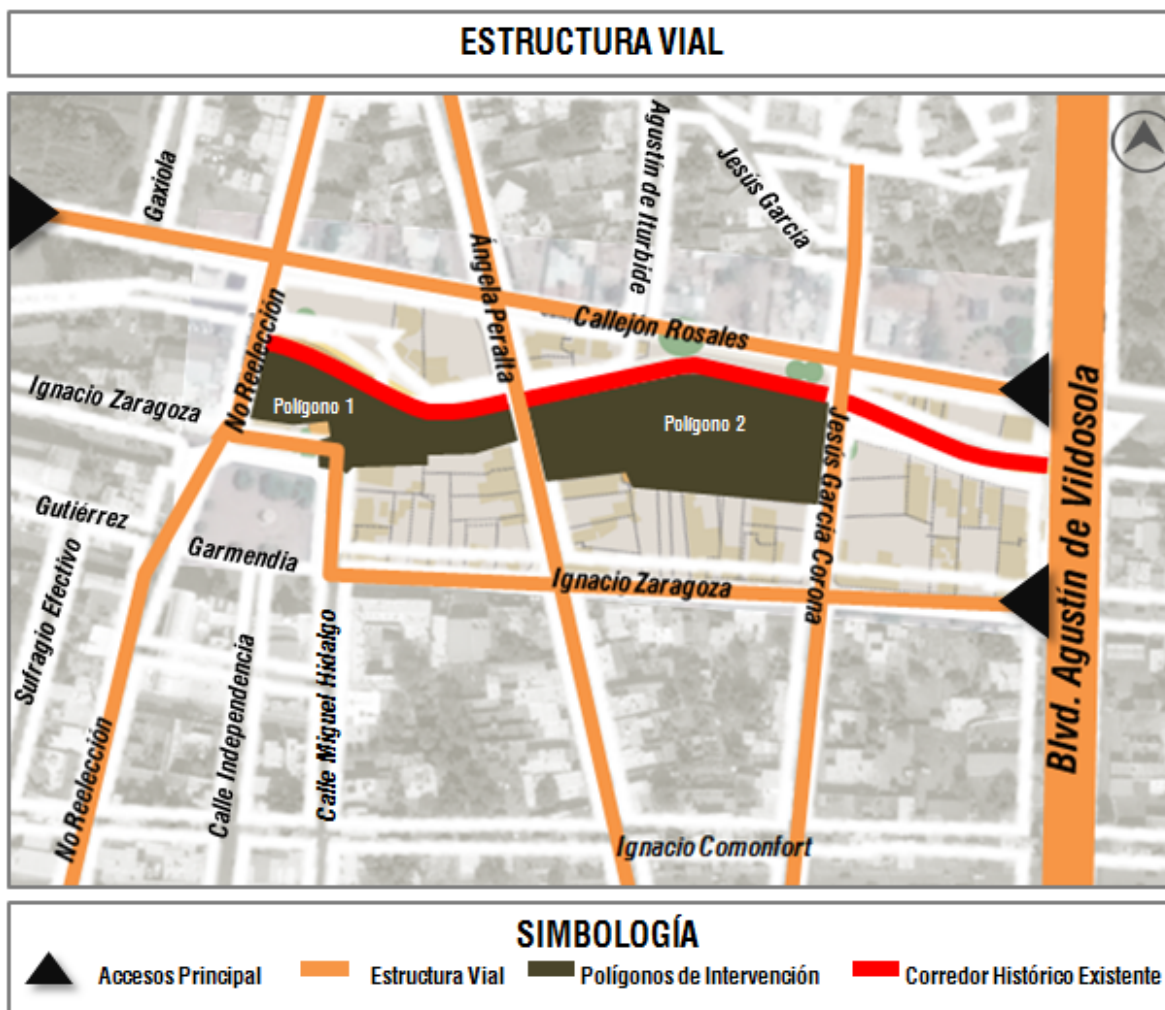 ESTRUCTURA VIAL
Gaxiola
Agustín de Iturbide
Jesús García
Ángela Peralta
No Reelección
Callejón Rosales
Ignacio Zaragoza
Polígono 1
Polígono 2
Jesús García Corona
Blvd. Agustín de Vildosola
Gutiérrez
Garmendia
Ignacio Zaragoza
Sufragio Efectivo
Calle Independencia
Calle Miguel Hidalgo
No Reelección
Ignacio Comonfort
SIMBOLOGÍA
Accesos Principal
Estructura Vial
Polígonos de Intervención
Corredor Histórico Existente